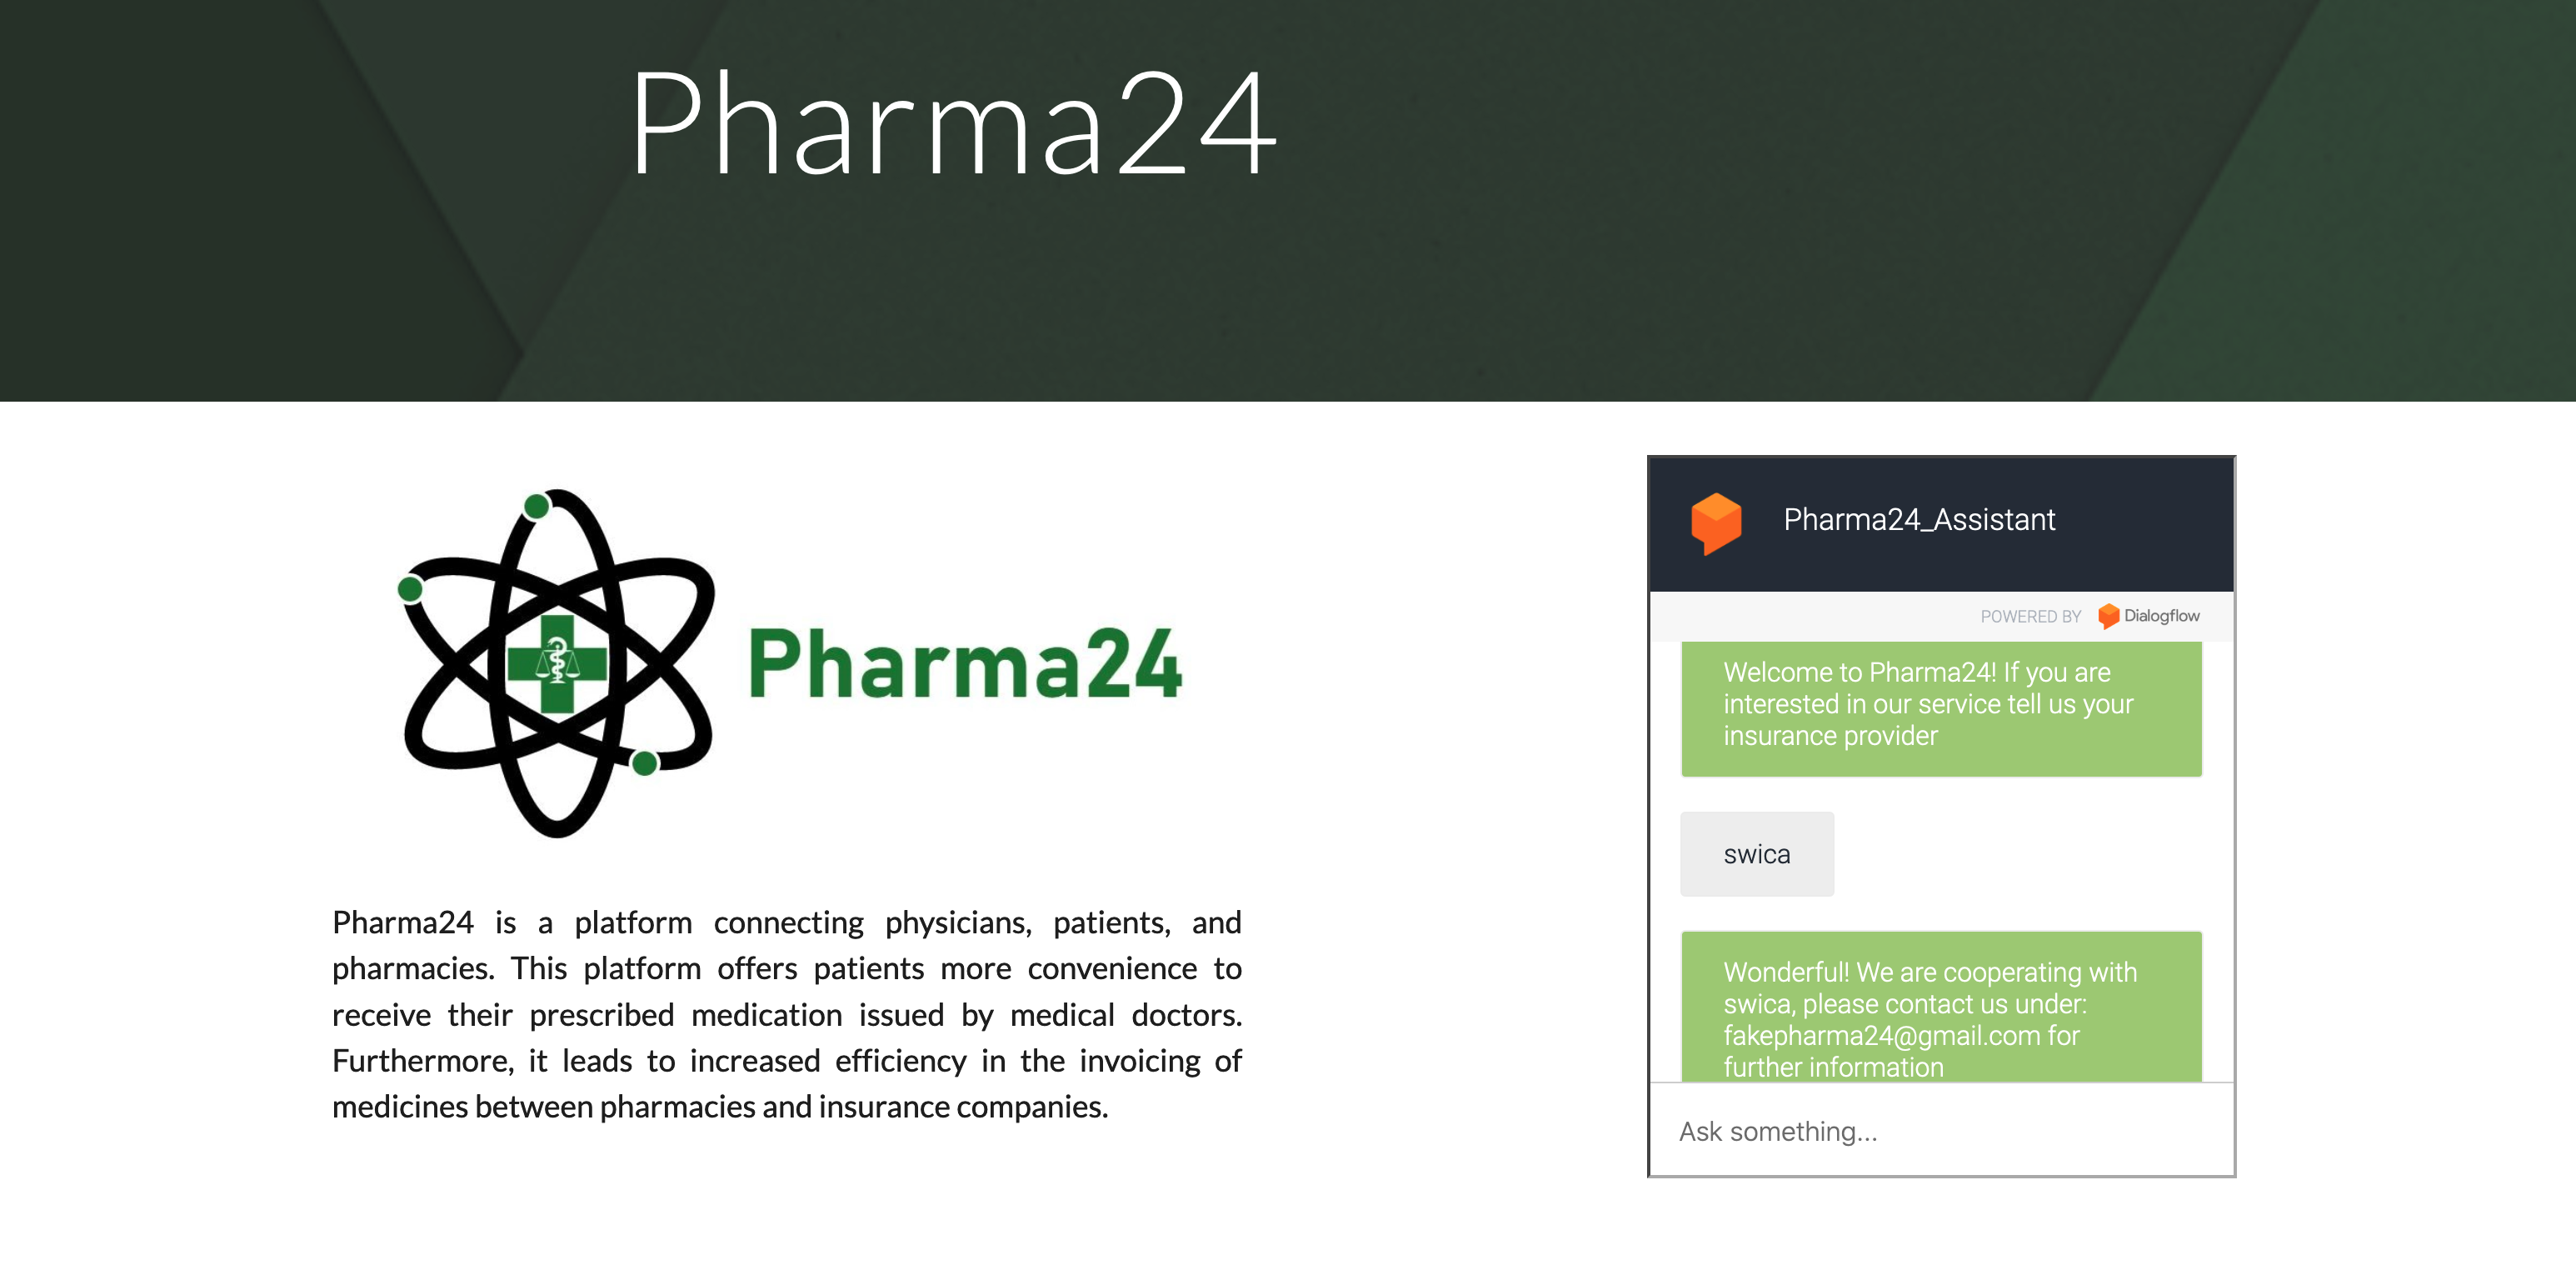 Pharma24
Pharma24
Pharma24 is a platform connecting physicians, patients, and
pharmacies. This platform offers patients more convenience to
receive their prescribed medication issued by medical doctors.
Furthermore, it leads to increased efficiency in the invoicing of
medicines between pharmacies and insurance companies.
Pharma24_Assistant
POWERED BY Dialogflow
Welcome to Pharma24! If you are
interested in our service tell us your
insurance provider
swica
Wonderful! We are cooperating with
swica, please contact us under:
fakepharma24@gmail.com for
further information
Ask something...